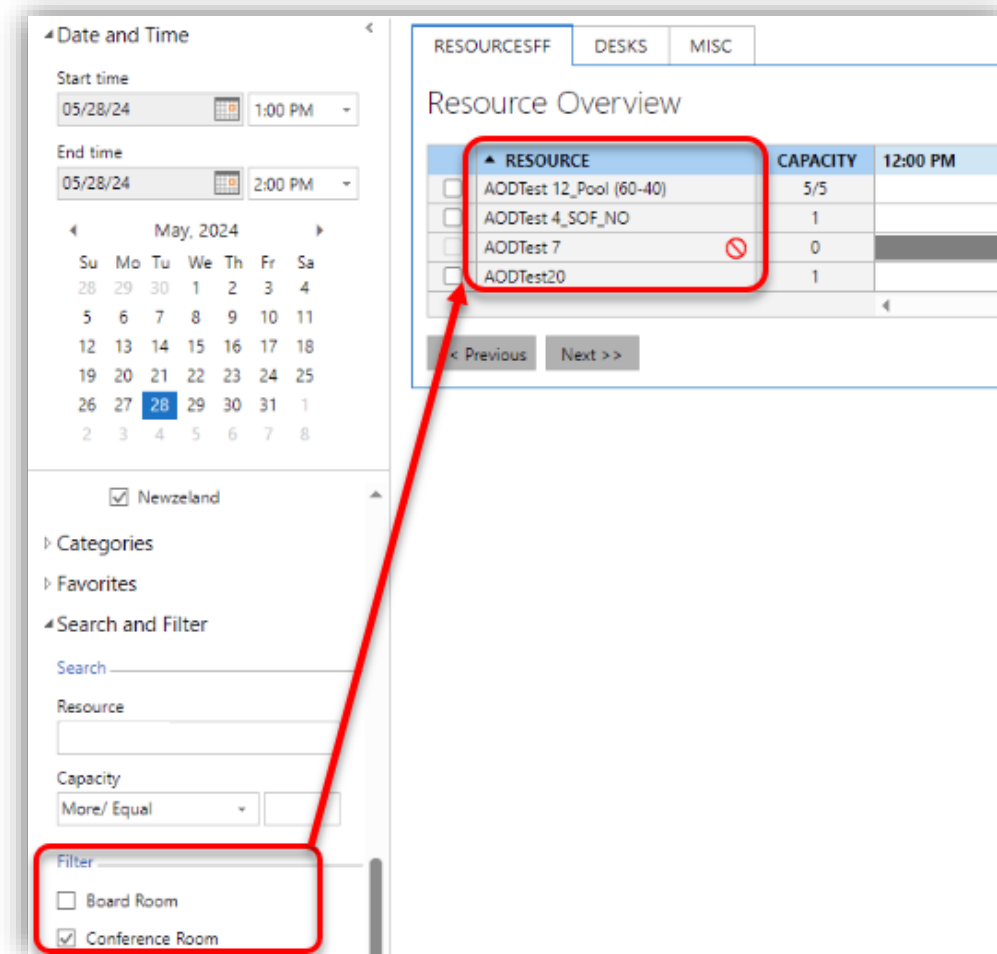 Date and Time
Start time
05/28/24 1:00 PM
End time
05/28/24 2:00 PM
May, 2024
Su Mo Tu We Th Fr Sa
28 29 30 1 2 3 4
5 6 7 8 9 10 11
12 13 14 15 16 17 18
19 20 21 22 23 24 25
26 27 28 29 30 31 1
2 3 4 5 6 7 8
Newzeland
Categories
Favorites
Search and Filter
Search
Resource
Capacity
More/ Equal
Filter
Board Room
Conference Room
RESOURCESFF DESKS MISC
Resource Overview
RESOURCE CAPACITY 12:00 PM
AODTest 12_Pool (60-40) 5/5
AODTest 4_SOF_NO 1
AODTest 7 0
AODTest20 1
< Previous Next >>